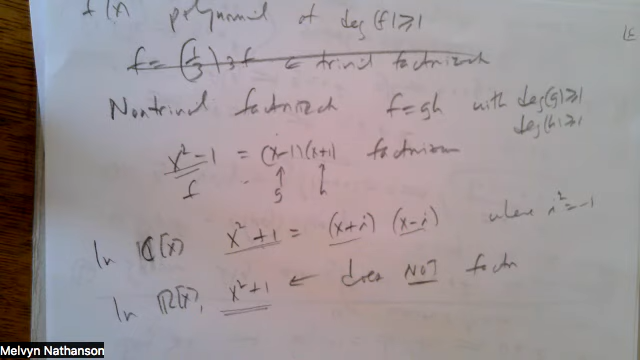 f(x) polynomial of deg(f)≥1
f = (1/3) 3f ← trivial factorization
Nontrivial factorizat f=gh with deg(g)≥1
deg(h)≥1
x²-1 = (x-1)(x+1) factorization
f g h
In ℂ[x] x²+1 = (x+i) (x-i) where i²=-1
In ℝ[x], x²+1 ← does NOT factor
Melvyn Nathanson